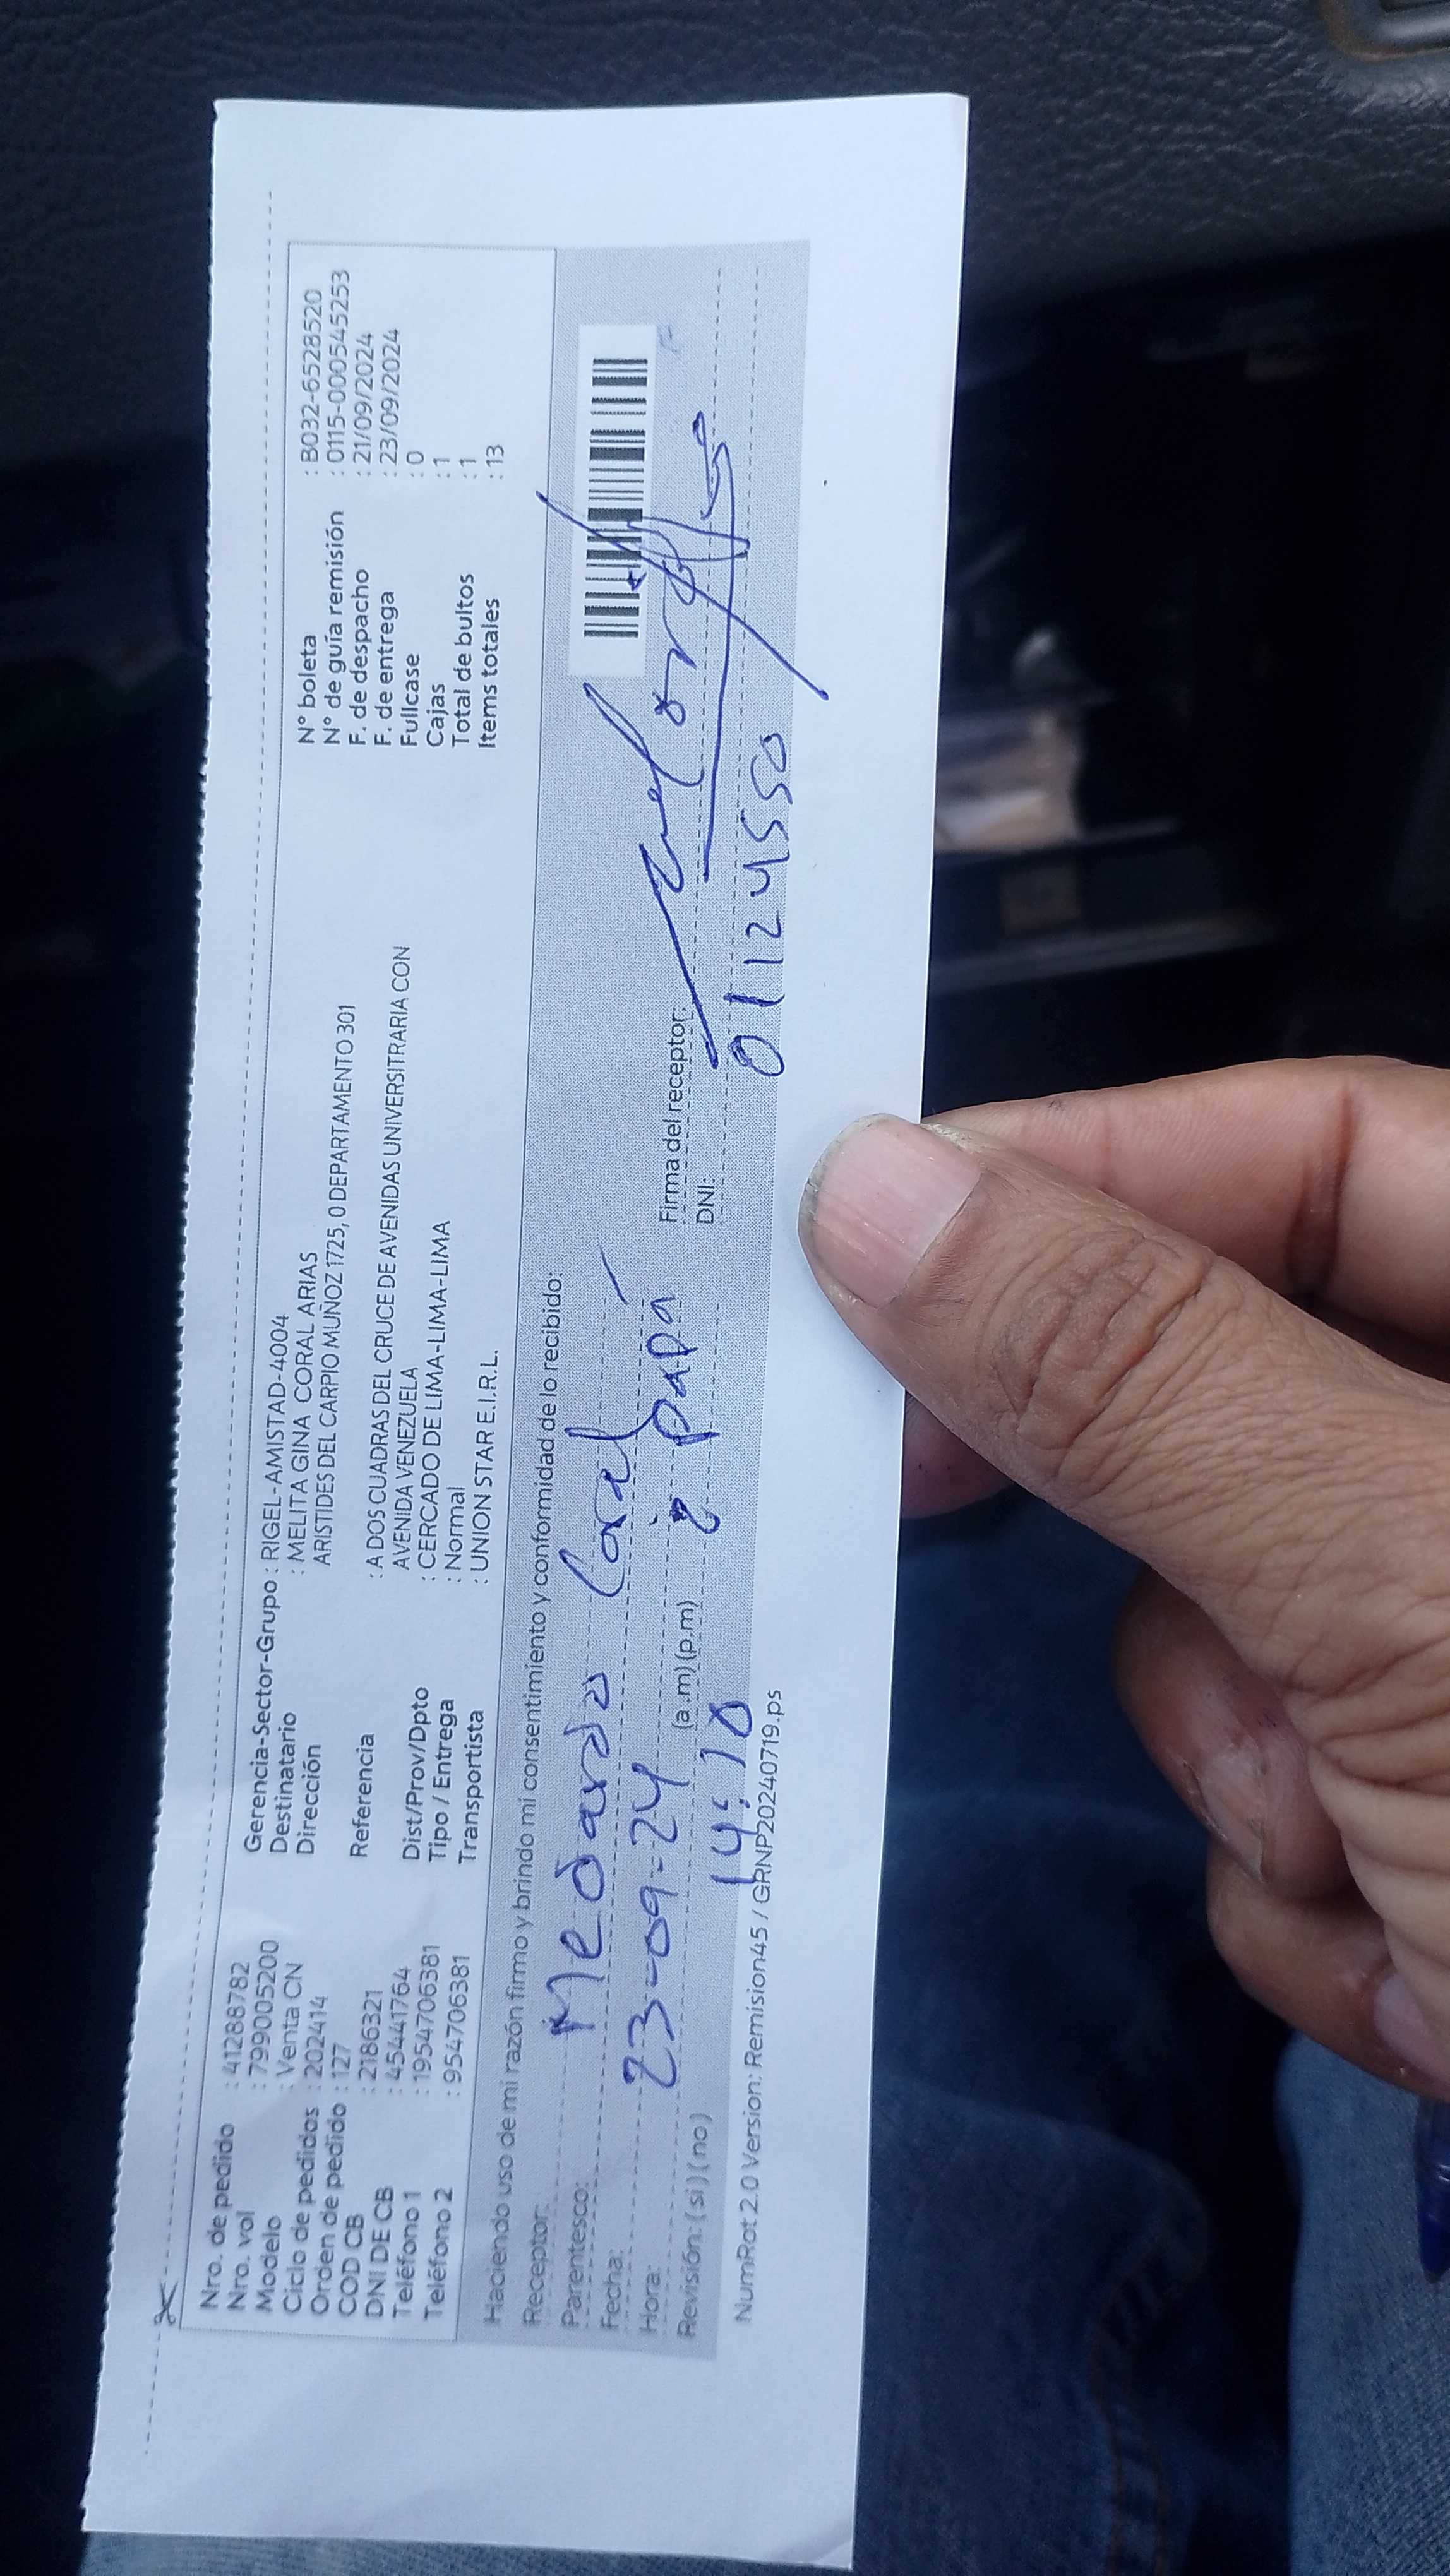 Nro. de pedido : 41288782
Nro. vol : 799005200
Modelo : Venta CN
Ciclo de pedidos : 202414
Orden de pedido : 127
COD CB : 2186321
DNI DE CB : 45441764
Teléfono 1 : 1954706381
Teléfono 2 : 954706381
Gerencia-Sector-Grupo : RIGEL-AMISTAD-4004
Destinatario : MELITA GINA CORAL ARIAS
Dirección ARISTIDES DEL CARPIO MUÑOZ 1725, 0 DEPARTAMENTO 301
Referencia : A DOS CUADRAS DEL CRUCE DE AVENIDAS UNIVERSITRARIA CON
AVENIDA VENEZUELA
Dist/Prov/Dpto : CERCADO DE LIMA-LIMA-LIMA
Tipo / Entrega : Normal
Transportista : UNION STAR E.I.R.L.
N° boleta : B032-6528520
N° de guía remisión : 0115-0005445253
F. de despacho : 21/09/2024
F. de entrega : 23/09/2024
Fullcase : 0
Cajas : 1
Total de bultos : 1
Items totales : 13
Haciendo uso de mi razón firmo y brindo mi consentimiento y conformidad de lo recibido:
Receptor: Medardo Coral
Parentesco: papá
Fecha: 23-09-24
Hora: 14:10 (a.m) (p.m)
Revisión: (si) (no)
Firma del receptor:
DNI: 01124550
NumRot 2.0 Version: Remision45 / GRNP20240719.ps